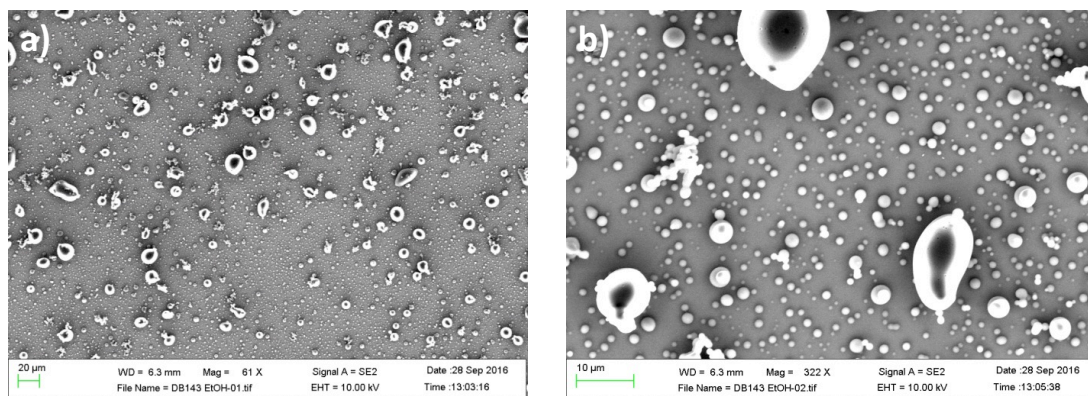 a)
20 µm
WD = 6.3 mm
Mag = 61 X
Signal A = SE2
Date :28 Sep 2016
File Name = DB143 EtOH-01.tif
EHT = 10.00 kV
Time :13:03:16
b)
10 µm
WD = 6.3 mm
Mag = 322 X
Signal A = SE2
Date :28 Sep 2016
File Name = DB143 EtOH-02.tif
EHT = 10.00 kV
Time :13:05:38